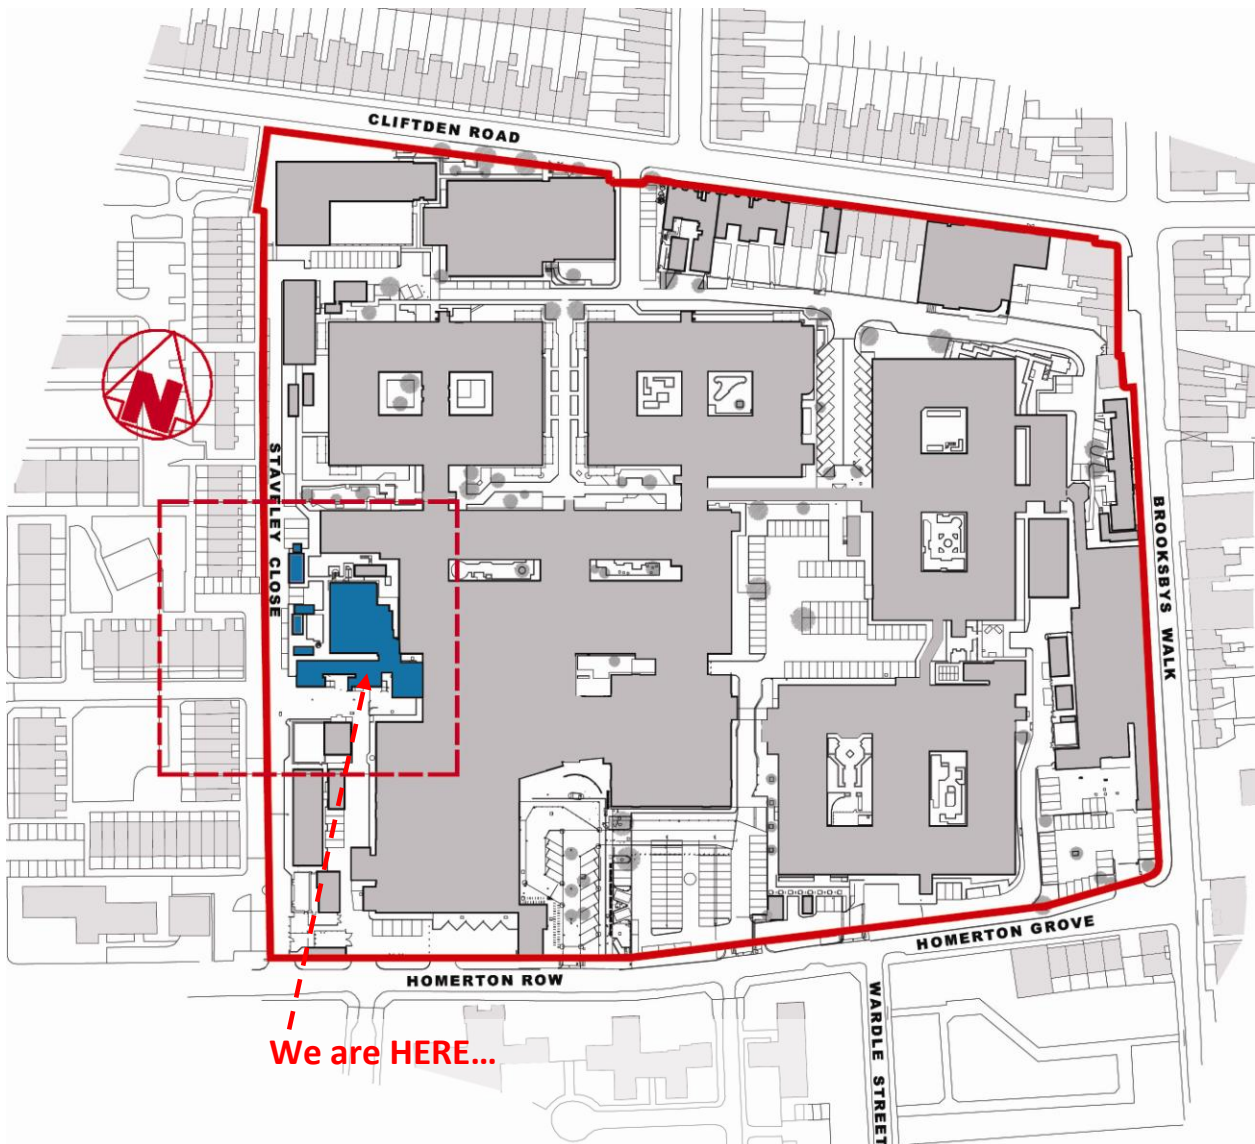 CLIFTDEN ROAD
N
STAVELEY CLOSE
BROOKSBYS WALK
HOMERTON GROVE
HOMERTON ROW
WARDLE STREET
We are HERE...